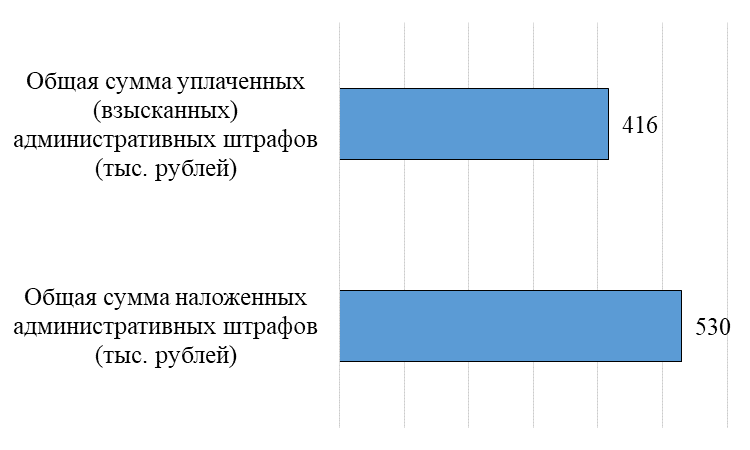 Общая сумма уплаченных
(взысканных)
административных штрафов
(тыс. рублей)
416
Общая сумма наложенных
административных штрафов
(тыс. рублей)
530